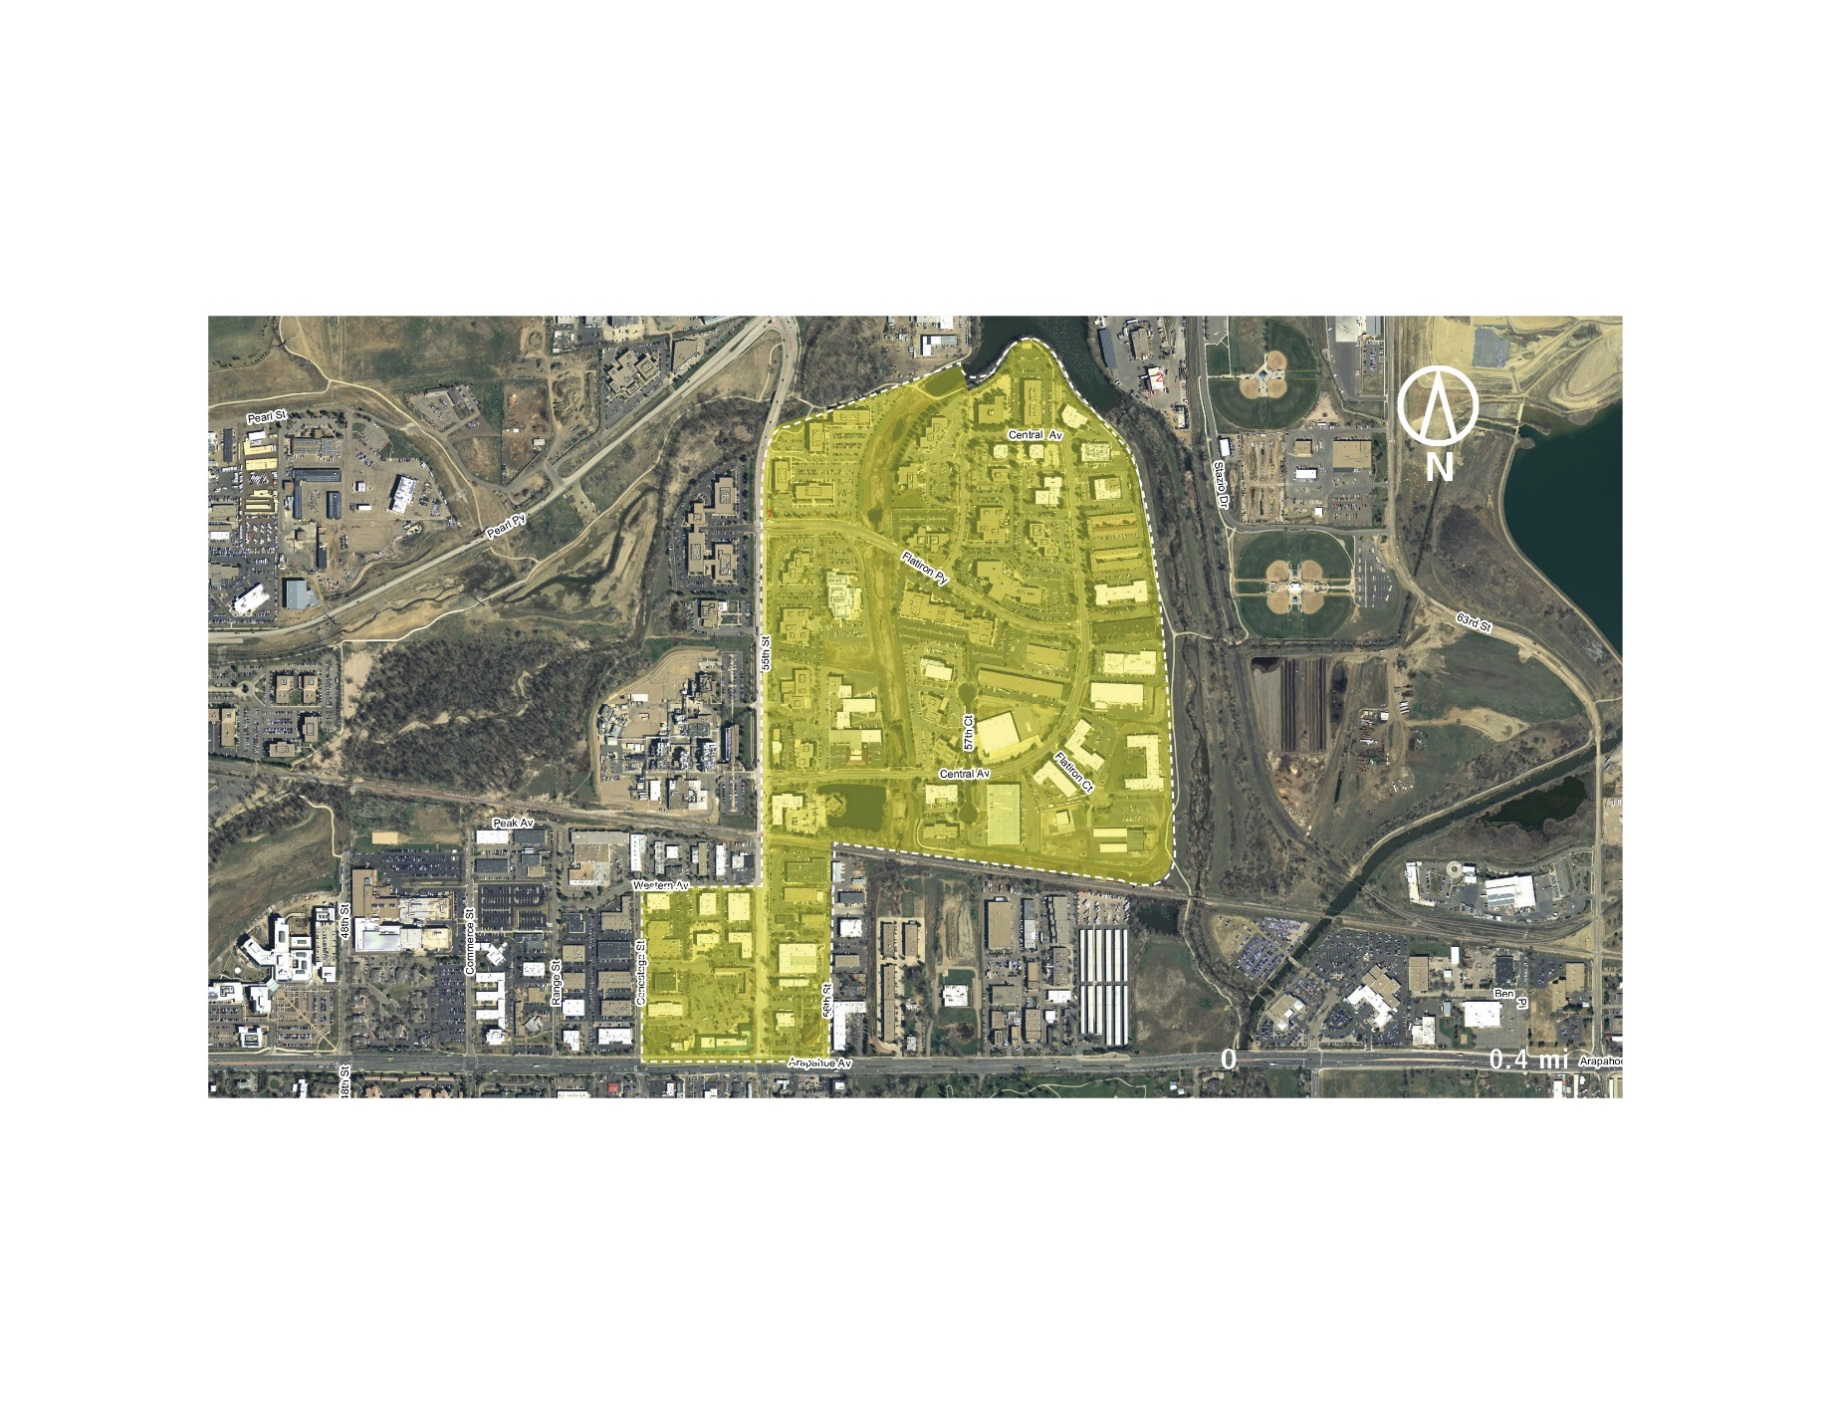 Pearl St
Central Av
N
Stazio Dr
Pearl Py
Flatiron Py
63rd St
55th St
57th Ct
Central Av
Flatiron Ct
Peak Av
Western Av
48th St
Commerce St
Range St
Conestoga St
56th St
Ben Pl
Arapahoe Av
0
0.4 mi
Arapahoe
48th St